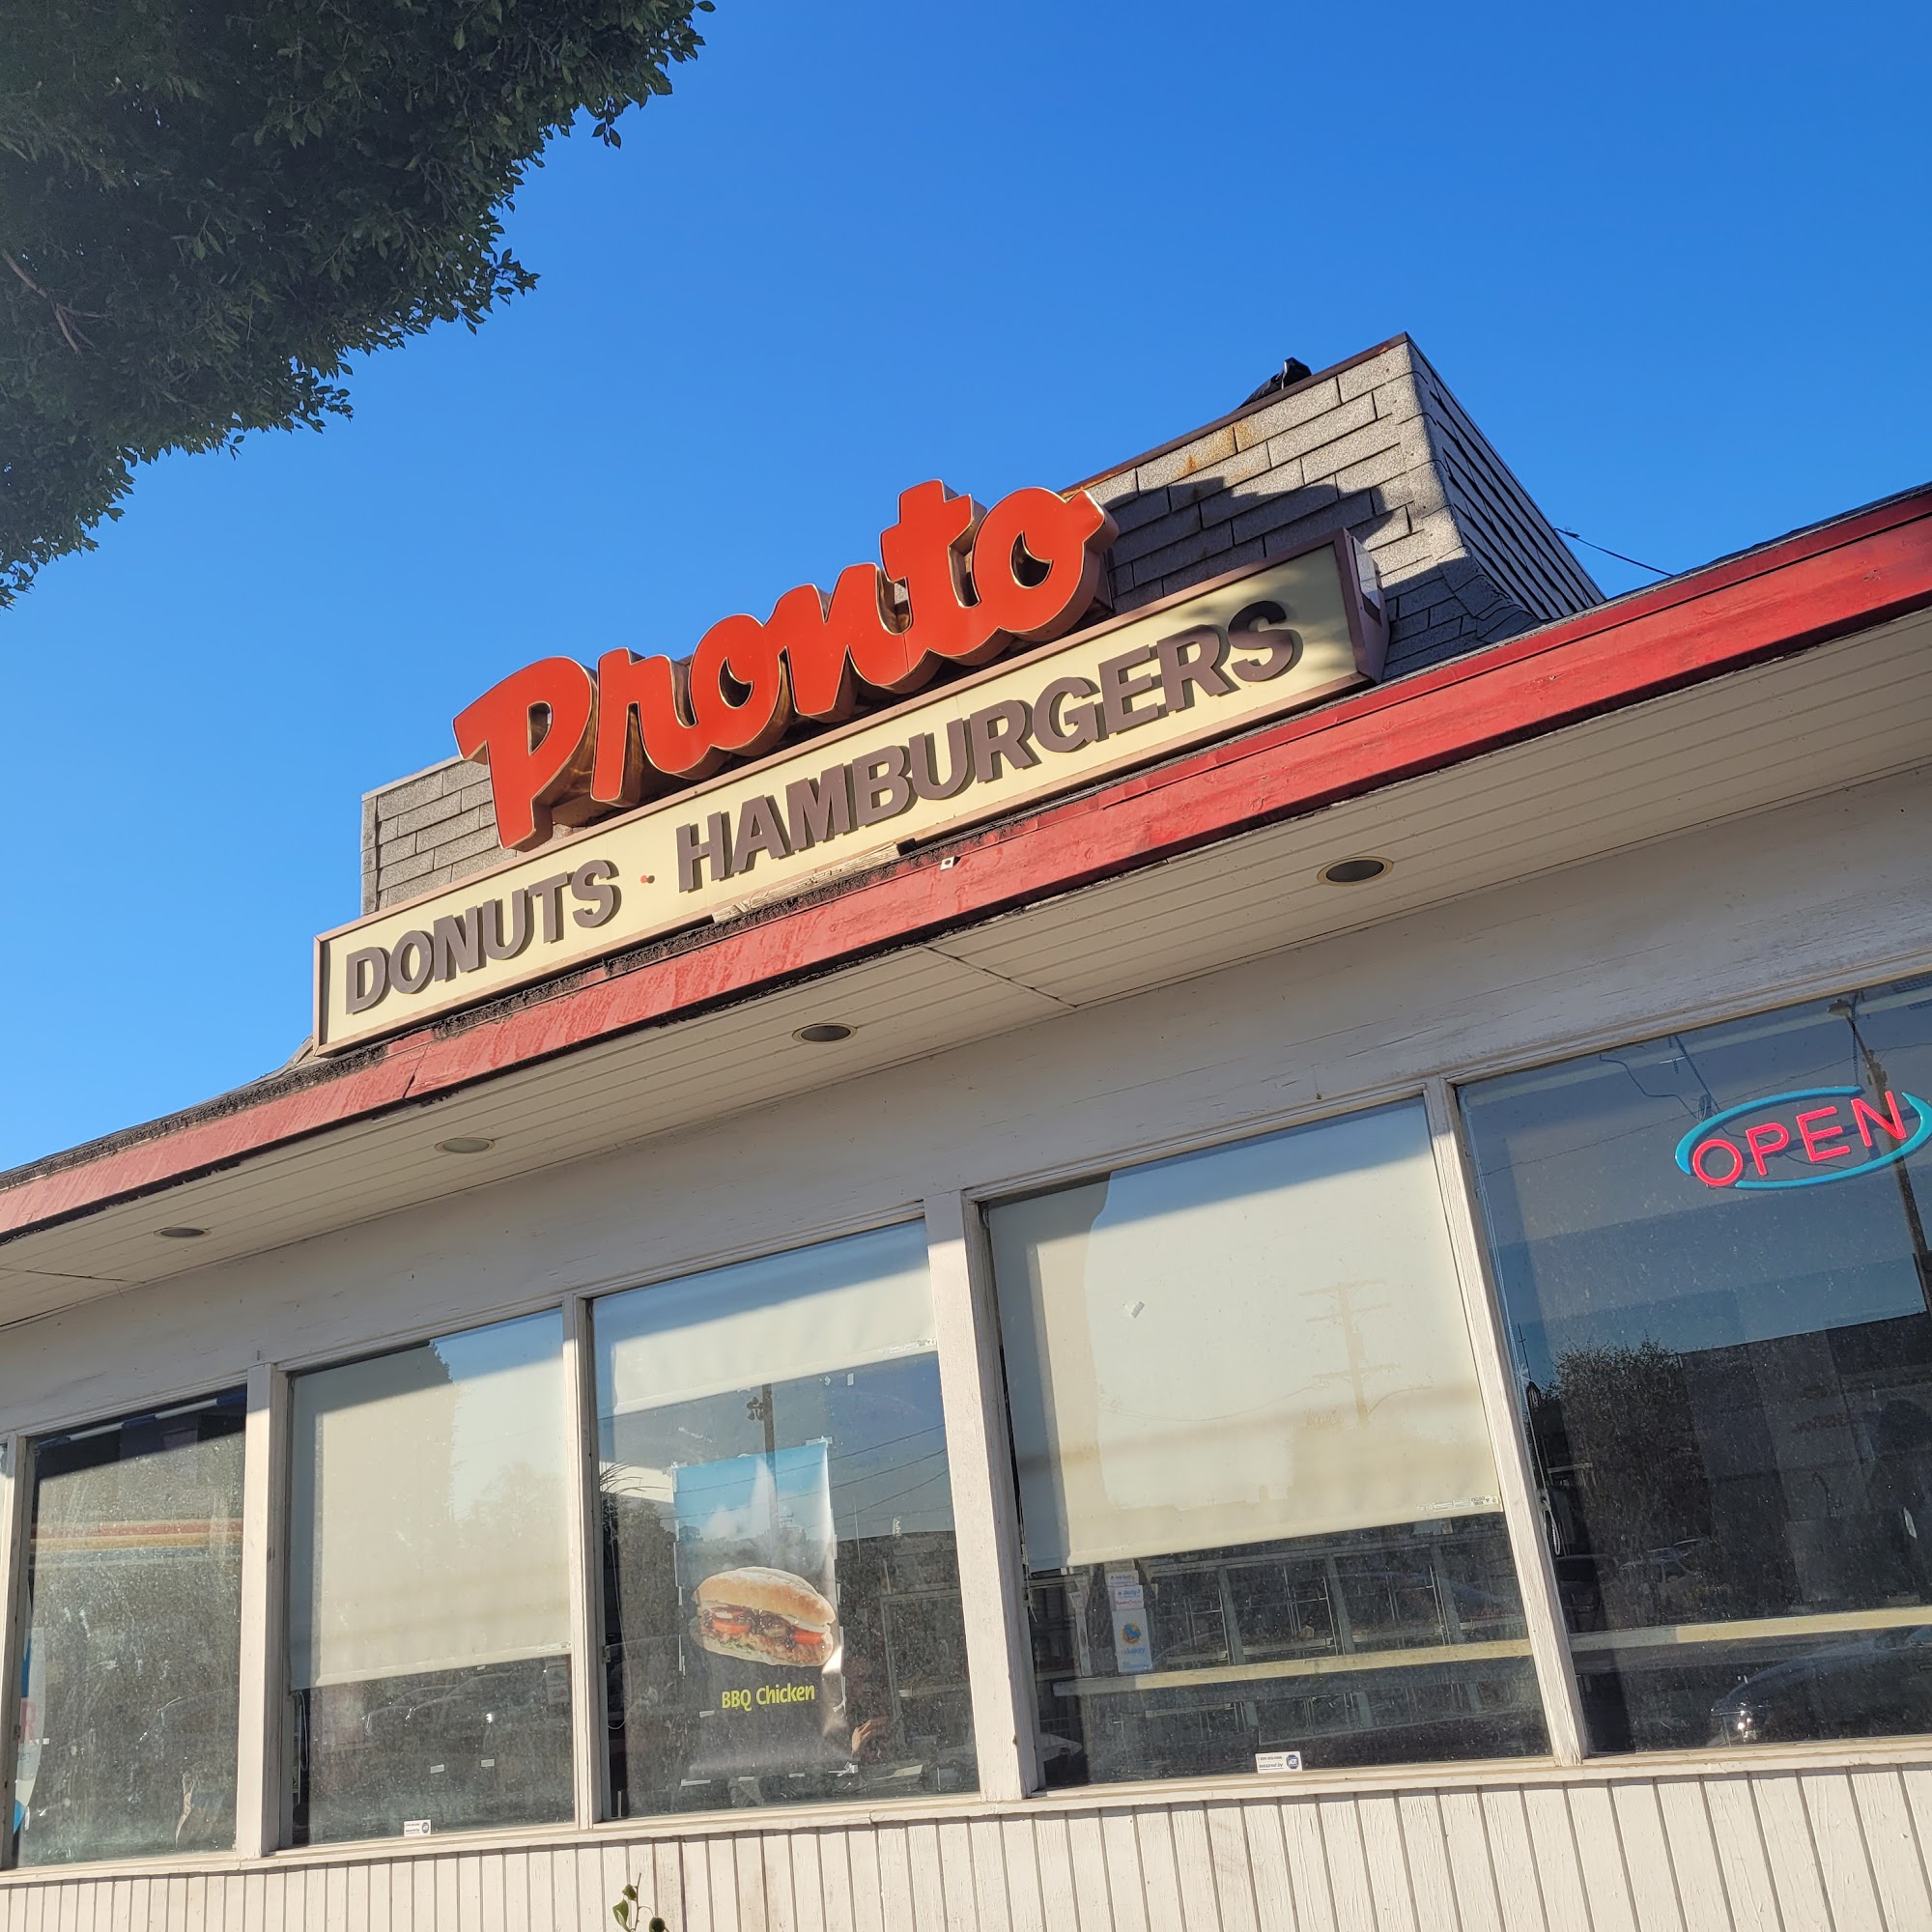 Pronto
DONUTS · HAMBURGERS
OPEN
BBQ Chicken